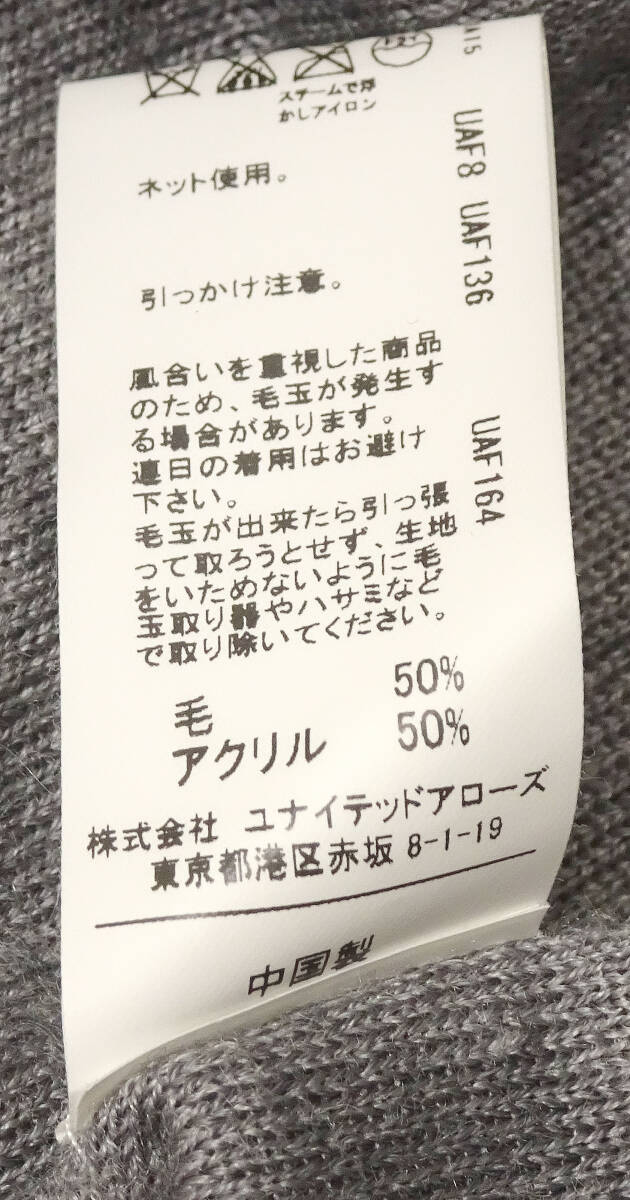 スチームで浮
かしアイロン
ネット使用。
引っかけ注意。
風合いを重視した商品
のため、毛玉が発生す
る場合があります。
連日の着用はお避け
下さい。
毛玉が出来たら引っ張
って取ろうとせず、生地
をいためないように毛
玉取り器やハサミなど
で取り除いてください。
毛 50%
アクリル 50%
株式会社 ユナイテッドアローズ
東京都港区赤坂 8-1-19
中国製
UAF8 UAF136
UAF164